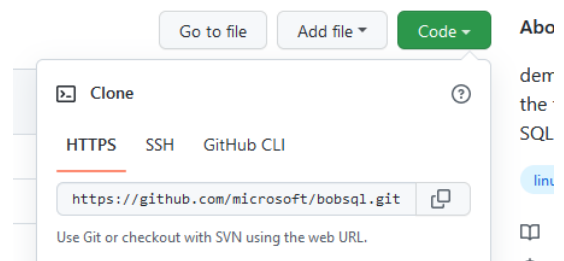 Go to file
Add file
Code
Abo
dem
the
SQL
Clone
HTTPS
SSH
GitHub CLI
https://github.com/microsoft/bobsql.git
Use Git or checkout with SVN using the web URL.
linu